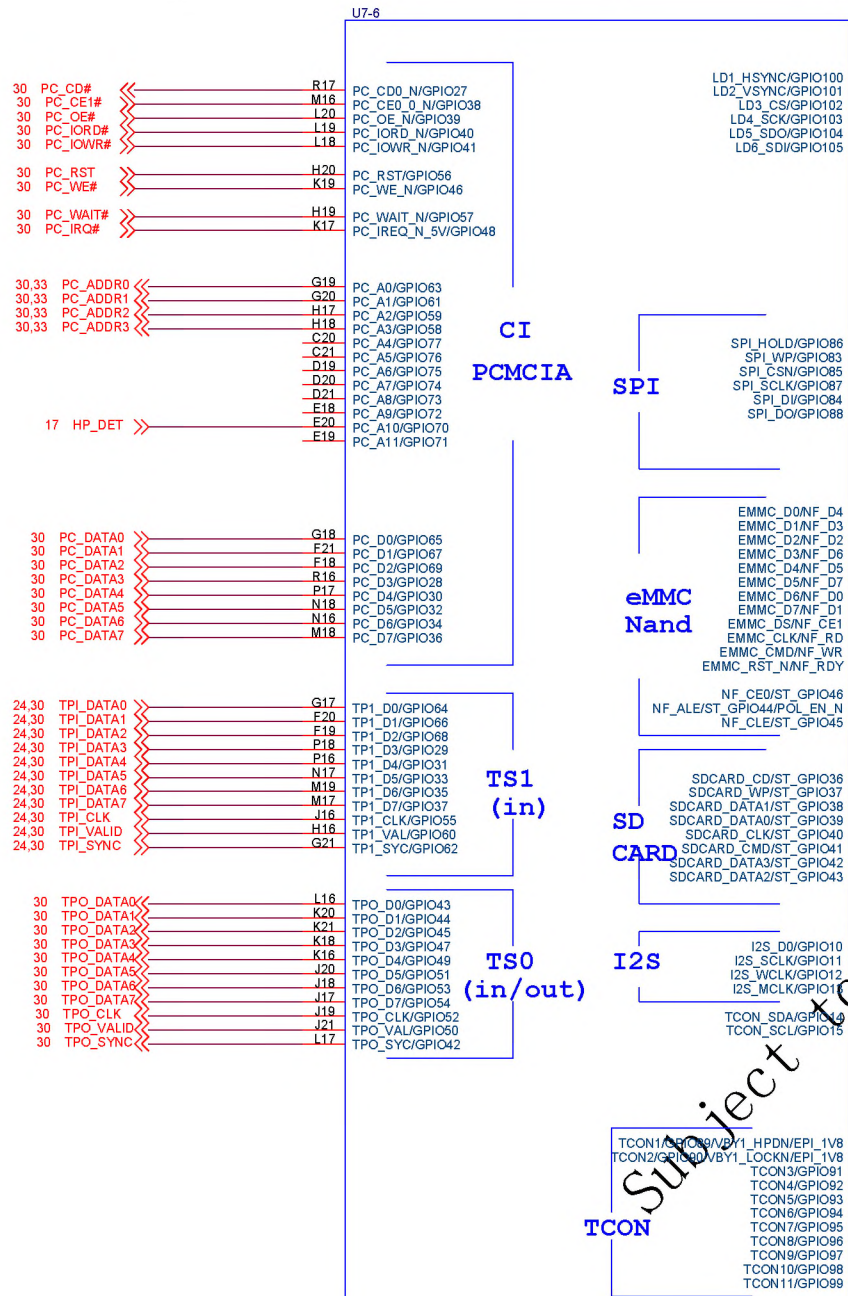 U7-6
30 PC_CD# R17 PC_CD0_N/GPIO27
30 PC_CE1# M16 PC_CE0_0_N/GPIO38
30 PC_OE# L20 PC_OE_N/GPIO39
30 PC_IORD# L19 PC_IORD_N/GPIO40
30 PC_IOWR# L18 PC_IOWR_N/GPIO41
30 PC_RST H20 PC_RST/GPIO56
30 PC_WE# K19 PC_WE_N/GPIO46
30 PC_WAIT# H19 PC_WAIT_N/GPIO57
30 PC_IRQ# K17 PC_IREQ_N_5V/GPIO48
30,33 PC_ADDR0 G19 PC_A0/GPIO63
30,33 PC_ADDR1 G20 PC_A1/GPIO61
30,33 PC_ADDR2 H17 PC_A2/GPIO59
30,33 PC_ADDR3 H18 PC_A3/GPIO58
C20 PC_A4/GPIO77
C21 PC_A5/GPIO76
D19 PC_A6/GPIO75
D20 PC_A7/GPIO74
D21 PC_A8/GPIO73
E18 PC_A9/GPIO72
17 HP_DET E20 PC_A10/GPIO70
E19 PC_A11/GPIO71
CI
PCMCIA
30 PC_DATA0 G18 PC_D0/GPIO65
30 PC_DATA1 F21 PC_D1/GPIO67
30 PC_DATA2 F18 PC_D2/GPIO69
30 PC_DATA3 R16 PC_D3/GPIO28
30 PC_DATA4 P17 PC_D4/GPIO30
30 PC_DATA5 N18 PC_D5/GPIO32
30 PC_DATA6 N16 PC_D6/GPIO34
30 PC_DATA7 M18 PC_D7/GPIO36
24,30 TPI_DATA0 G17 TP1_D0/GPIO64
24,30 TPI_DATA1 F20 TP1_D1/GPIO66
24,30 TPI_DATA2 F19 TP1_D2/GPIO68
24,30 TPI_DATA3 P18 TP1_D3/GPIO29
24,30 TPI_DATA4 P16 TP1_D4/GPIO31
24,30 TPI_DATA5 N17 TP1_D5/GPIO33
24,30 TPI_DATA6 M19 TP1_D6/GPIO35
24,30 TPI_DATA7 M17 TP1_D7/GPIO37
24,30 TPI_CLK J16 TP1_CLK/GPIO55
24,30 TPI_VALID H16 TP1_VAL/GPIO60
24,30 TPI_SYNC G21 TP1_SYC/GPIO62
TS1
(in)
30 TPO_DATA0 L16 TPO_D0/GPIO43
30 TPO_DATA1 K20 TPO_D1/GPIO44
30 TPO_DATA2 K21 TPO_D2/GPIO45
30 TPO_DATA3 K18 TPO_D3/GPIO47
30 TPO_DATA4 K16 TPO_D4/GPIO49
30 TPO_DATA5 J20 TPO_D5/GPIO51
30 TPO_DATA6 J18 TPO_D6/GPIO53
30 TPO_DATA7 J17 TPO_D7/GPIO54
30 TPO_CLK J19 TPO_CLK/GPIO52
30 TPO_VALID J21 TPO_VAL/GPIO50
30 TPO_SYNC L17 TPO_SYC/GPIO42
TS0
(in/out)
LD1_HSYNC/GPIO100
LD2_VSYNC/GPIO101
LD3_CS/GPIO102
LD4_SCK/GPIO103
LD5_SDO/GPIO104
LD6_SDI/GPIO105
SPI
SPI_HOLD/GPIO86
SPI_WP/GPIO83
SPI_CSN/GPIO85
SPI_SCLK/GPIO87
SPI_DI/GPIO84
SPI_DO/GPIO88
eMMC
Nand
EMMC_D0/NF_D4
EMMC_D1/NF_D3
EMMC_D2/NF_D2
EMMC_D3/NF_D6
EMMC_D4/NF_D5
EMMC_D5/NF_D7
EMMC_D6/NF_D0
EMMC_D7/NF_D1
EMMC_DS/NF_CE1
EMMC_CLK/NF_RD
EMMC_CMD/NF_WR
EMMC_RST_N/NF_RDY
NF_CE0/ST_GPIO46
NF_ALE/ST_GPIO44/POL_EN_N
NF_CLE/ST_GPIO45
SD
CARD
SDCARD_CD/ST_GPIO36
SDCARD_WP/ST_GPIO37
SDCARD_DATA1/ST_GPIO38
SDCARD_DATA0/ST_GPIO39
SDCARD_CLK/ST_GPIO40
SDCARD_CMD/ST_GPIO41
SDCARD_DATA3/ST_GPIO42
SDCARD_DATA2/ST_GPIO43
I2S
I2S_D0/GPIO10
I2S_SCLK/GPIO11
I2S_WCLK/GPIO12
I2S_MCLK/GPIO13
TCON_SDA/GPIO14
TCON_SCL/GPIO15
TCON
TCON1/GPIO89/VBY1_HPDN/EPI_1V8
TCON2/GPIO90/VBY1_LOCKN/EPI_1V8
TCON3/GPIO91
TCON4/GPIO92
TCON5/GPIO93
TCON6/GPIO94
TCON7/GPIO95
TCON8/GPIO96
TCON9/GPIO97
TCON10/GPIO98
TCON11/GPIO99
Subject to